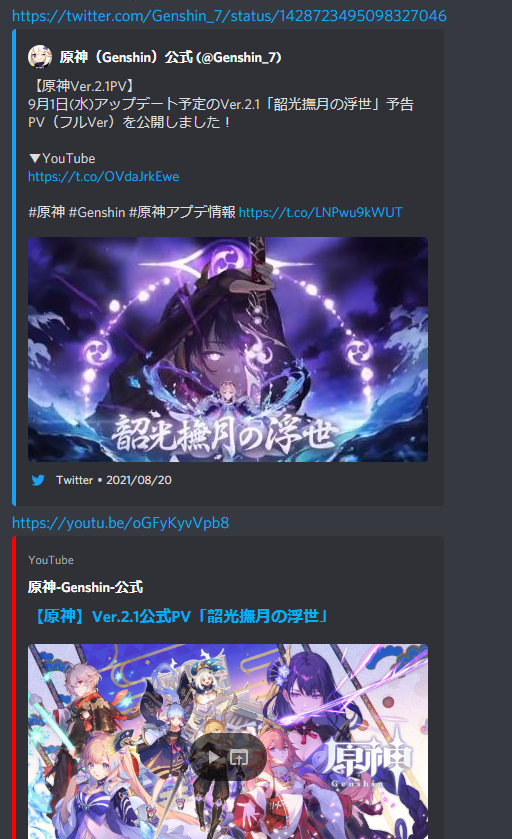 https://twitter.com/Genshin_7/status/1428723495098327046
原神（Genshin）公式 (@Genshin_7)
【原神Ver.2.1PV】
9月1日(水)アップデート予定のVer.2.1「韶光撫月の浮世」予告
PV（フルVer）を公開しました！
▼YouTube
https://t.co/OVdaJrkEwe
#原神 #Genshin #原神アプデ情報 https://t.co/LNPwu9kWUT
韶光撫月の浮世
Twitter • 2021/08/20
https://youtu.be/oGFyKyvVpb8
YouTube
原神-Genshin-公式
【原神】Ver.2.1公式PV「韶光撫月の浮世」
原神
Genshin